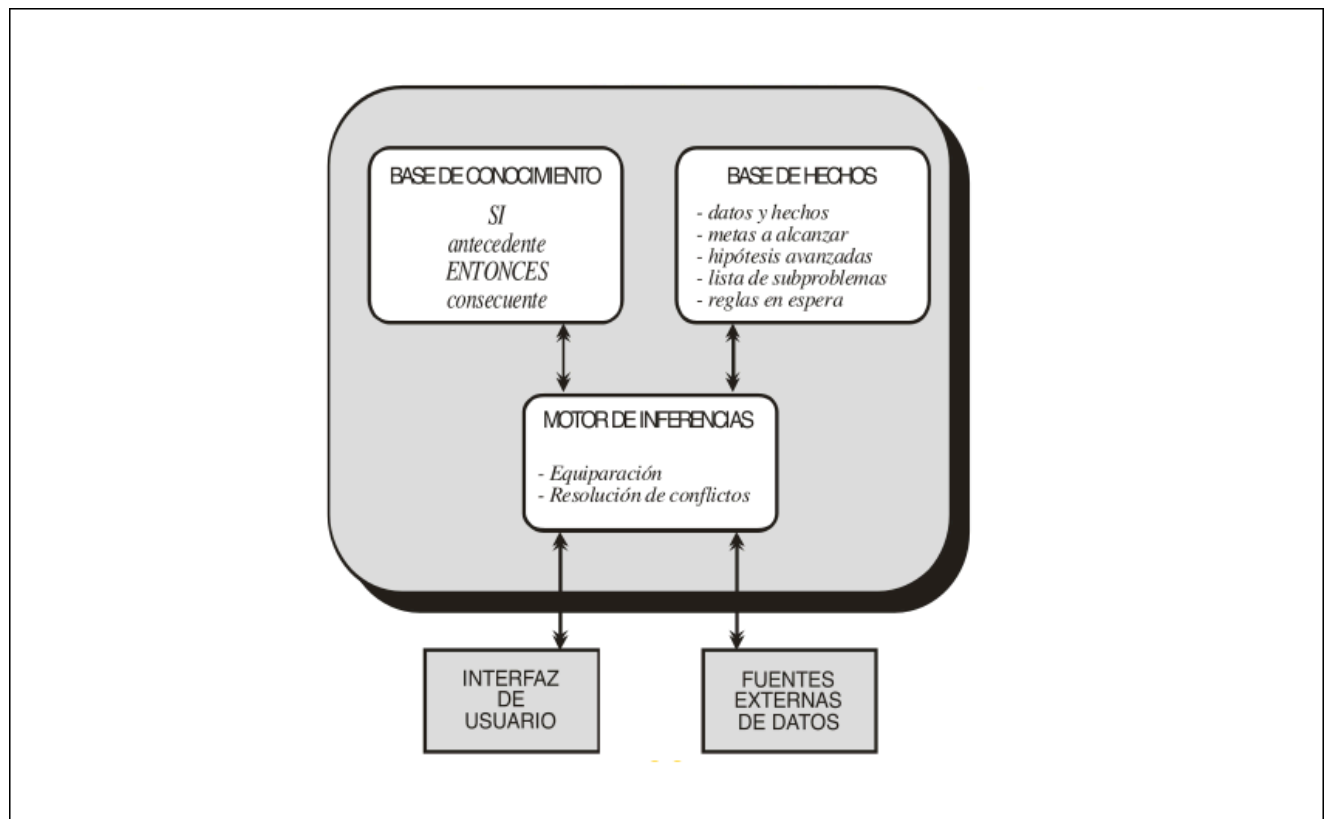 BASE DE CONOCIMIENTO
SI
antecedente
ENTONCES
consecuente
BASE DE HECHOS
- datos y hechos
- metas a alcanzar
- hipótesis avanzadas
- lista de subproblemas
- reglas en espera
MOTOR DE INFERENCIAS
- Equiparación
- Resolución de conflictos
INTERFAZ
DE
USUARIO
FUENTES
EXTERNAS
DE DATOS